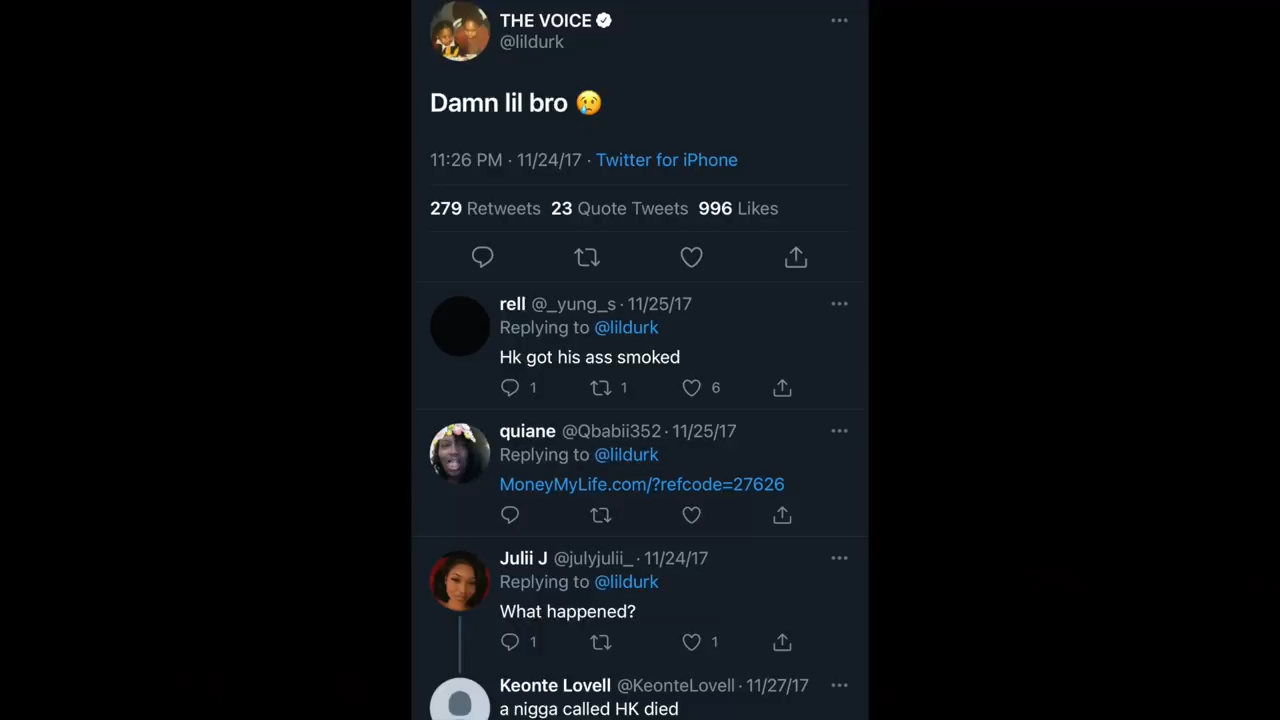 THE VOICE
@lildurk
Damn lil bro 😢
11:26 PM · 11/24/17 · Twitter for iPhone
279 Retweets 23 Quote Tweets 996 Likes
rell @_yung_s · 11/25/17
Replying to @lildurk
Hk got his ass smoked
1 1 6
quiane @Qbabii352 · 11/25/17
Replying to @lildurk
MoneyMyLife.com/?refcode=27626
Julii J @julyjulii_ · 11/24/17
Replying to @lildurk
What happened?
1 1
Keonte Lovell @KeonteLovell · 11/27/17
a nigga called HK died